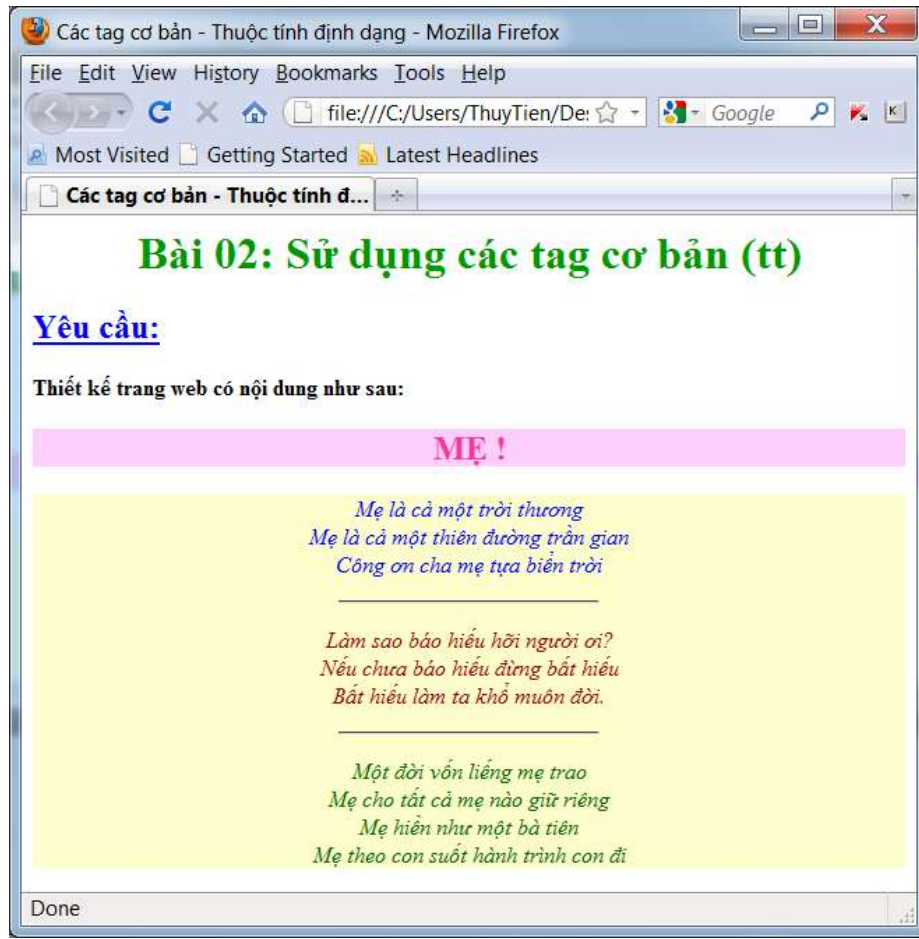 Các tag cơ bản - Thuộc tính định dạng - Mozilla Firefox
File Edit View History Bookmarks Tools Help
file:///C:/Users/ThuyTien/De: Google K
Most Visited Getting Started Latest Headlines
Các tag cơ bản - Thuộc tính đ...
Bài 02: Sử dụng các tag cơ bản (tt)
Yêu cầu:
Thiết kế trang web có nội dung như sau:
MẸ !
Mẹ là cả một trời thương
Mẹ là cả một thiên đường trần gian
Công ơn cha mẹ tựa biển trời
Làm sao báo hiếu hỡi người ơi?
Nếu chưa báo hiếu đừng bất hiếu
Bất hiếu làm ta khổ muôn đời.
Một đời vốn liếng mẹ trao
Mẹ cho tất cả mẹ nào giữ riêng
Mẹ hiền như một bà tiên
Mẹ theo con suốt hành trình con đi
Done